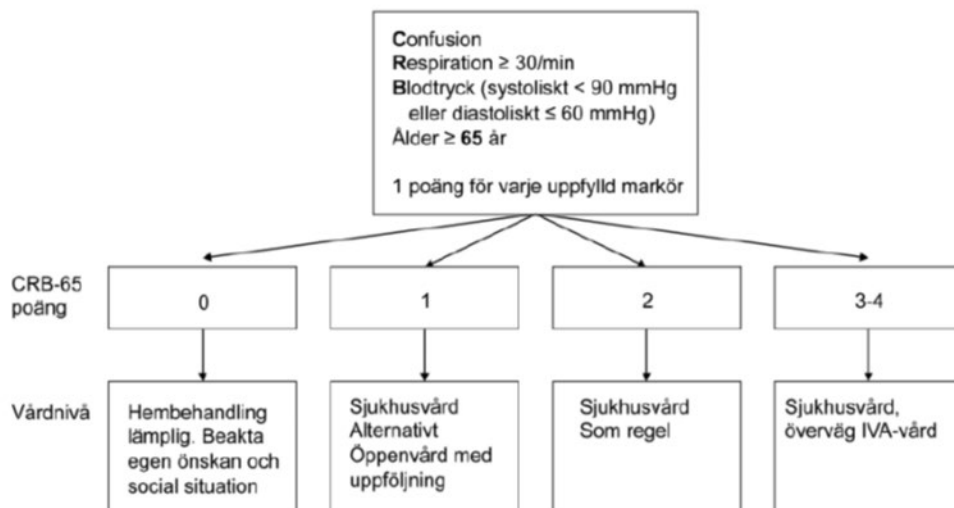 Confusion
Respiration ≥ 30/min
Blodtryck (systoliskt < 90 mmHg
eller diastoliskt ≤ 60 mmHg)
Ålder ≥ 65 år
1 poäng för varje uppfylld markör
CRB-65
poäng
0
1
2
3-4
Vårdnivå
Hembehandling
lämplig. Beakta
egen önskan och
social situation
Sjukhusvård
Alternativt
Öppenvård med
uppföljning
Sjukhusvård
Som regel
Sjukhusvård,
överväg IVA-vård